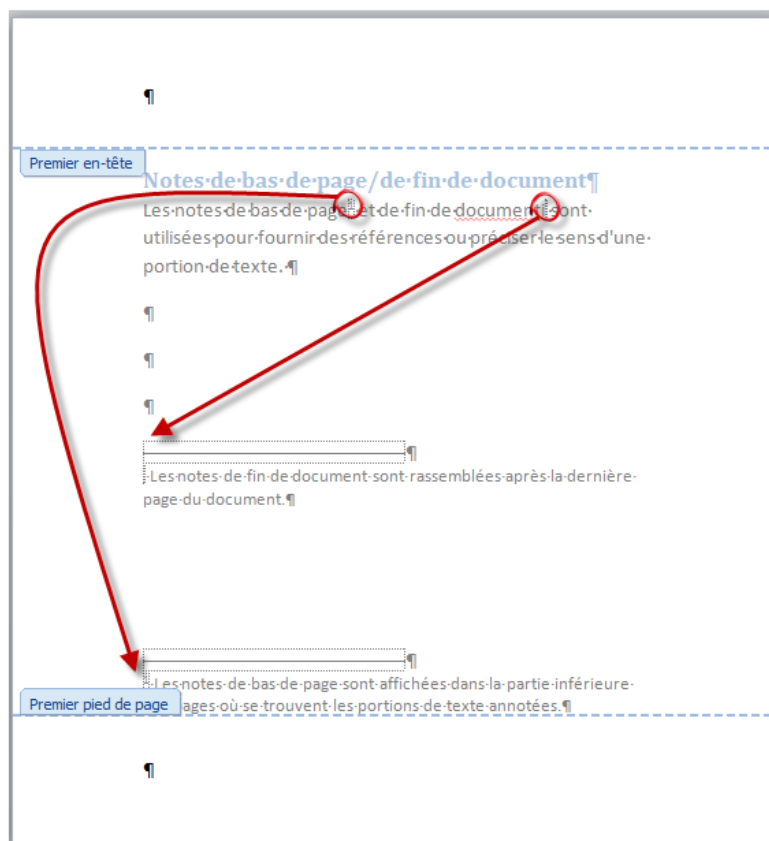 ¶
Premier en-tête
Notes·de·bas·de·page/de·fin·de·document¶
Les·notes·de·bas·de·page et·de·fin·de·document sont·
utilisées·pour·fournir·des·références·ou·préciser·le·sens·d'une·
portion·de·texte.·¶
¶
¶
¶
¶
·Les·notes·de·fin·de·document·sont·rassemblées·après·la·dernière·
page·du·document.¶
¶
·Les·notes·de·bas·de·page·sont·affichées·dans·la·partie·inférieure·
Premier pied de page
ages·où·se·trouvent·les·portions·de·texte·annotées.¶
¶